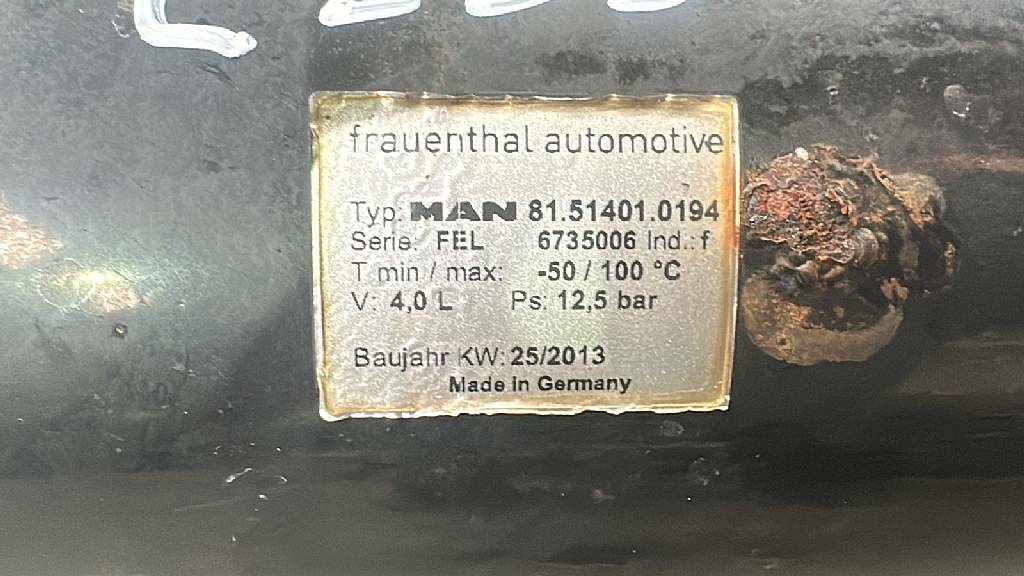 frauenthal automotive
Typ: MAN 81.51401.0194
Serie: FEL 6735006 Ind.: f
T min / max: -50 / 100 °C
V: 4,0 L Ps: 12,5 bar
Baujahr KW: 25/2013
Made in Germany